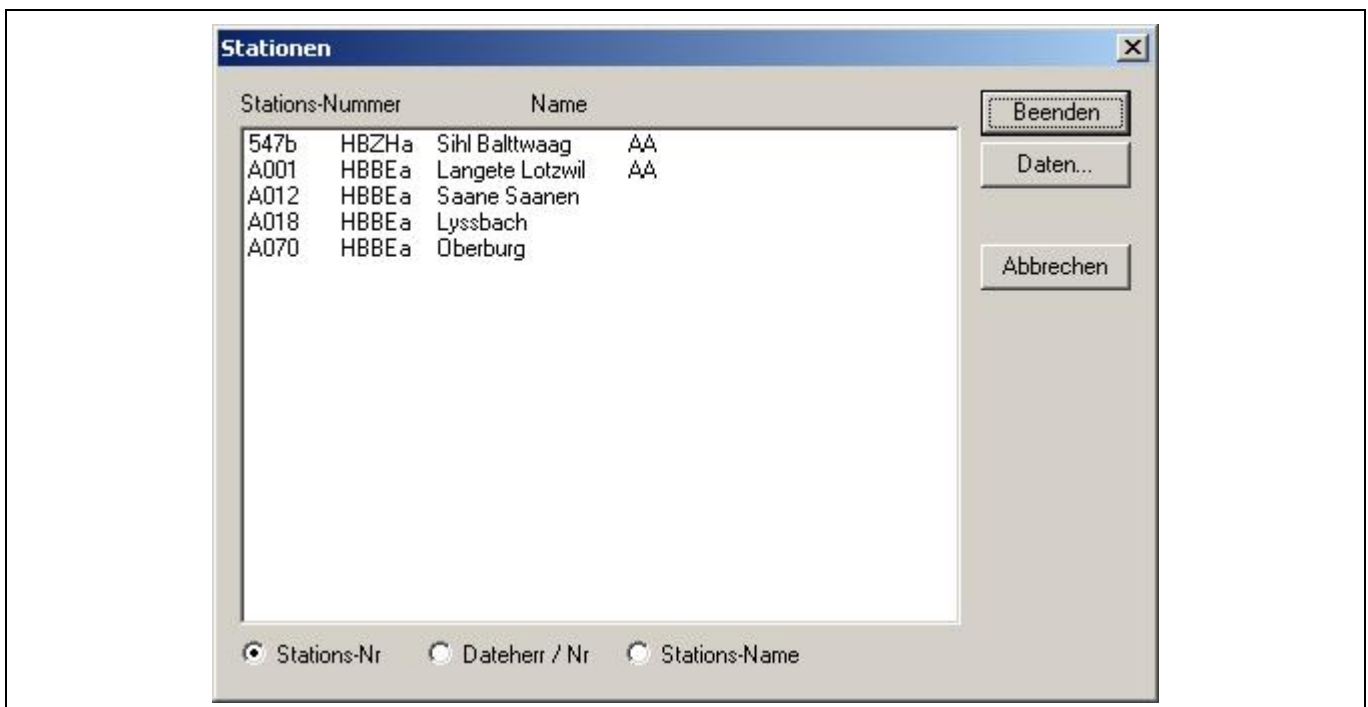 Stationen
Stations-Nummer Name
547b HBZHa Sihl Balttwaag AA
A001 HBBEa Langete Lotzwil AA
A012 HBBEa Saane Saanen
A018 HBBEa Lyssbach
A070 HBBEa Oberburg
Beenden
Daten...
Abbrechen
Stations-Nr Dateherr / Nr Stations-Name